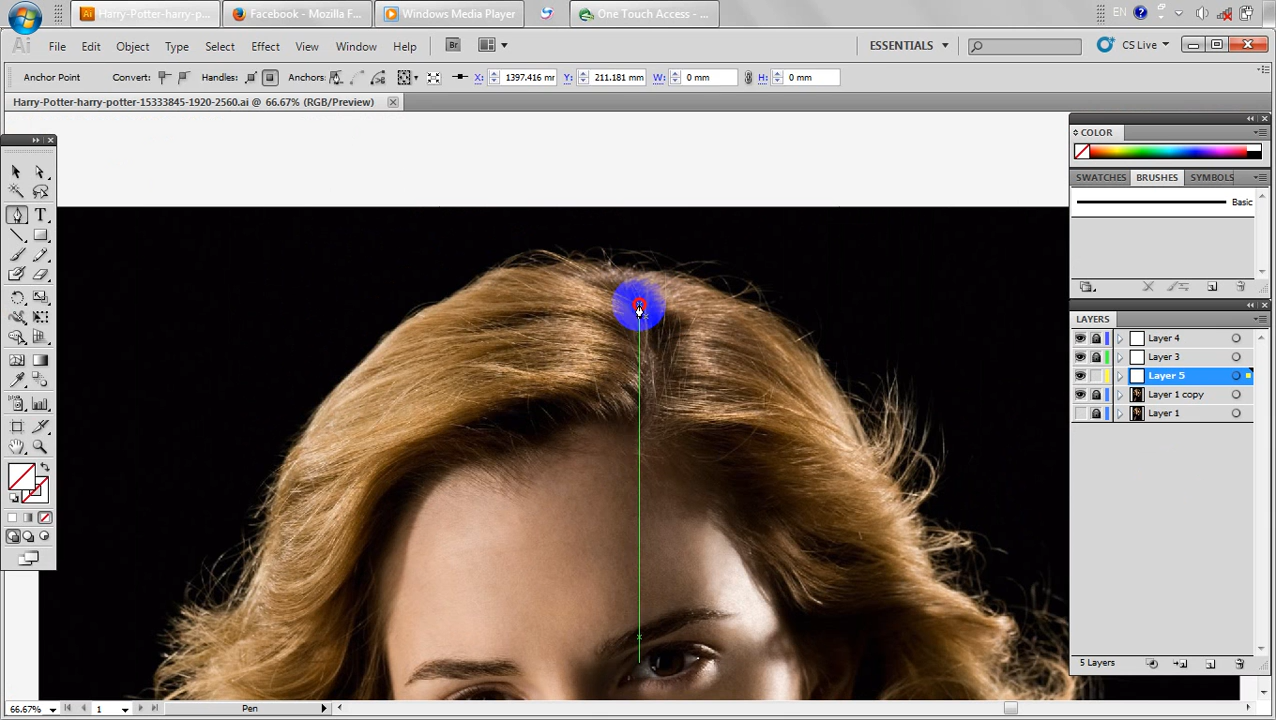 Harry-Potter-harry-p...
Facebook - Mozilla F...
Windows Media Player
One Touch Access - ...
EN
Ai File Edit Object Type Select Effect View Window Help
Br
ESSENTIALS
CS Live
Anchor Point Convert: Handles: Anchors: X: 1397.416 mm Y: 211.181 mm W: 0 mm H: 0 mm
Harry-Potter-harry-potter-15333845-1920-2560.ai @ 66.67% (RGB/Preview)
COLOR
SWATCHES BRUSHES SYMBOLS
Basic
LAYERS
Layer 4
Layer 3
Layer 5
Layer 1 copy
Layer 1
5 Layers
66.67% 1 Pen